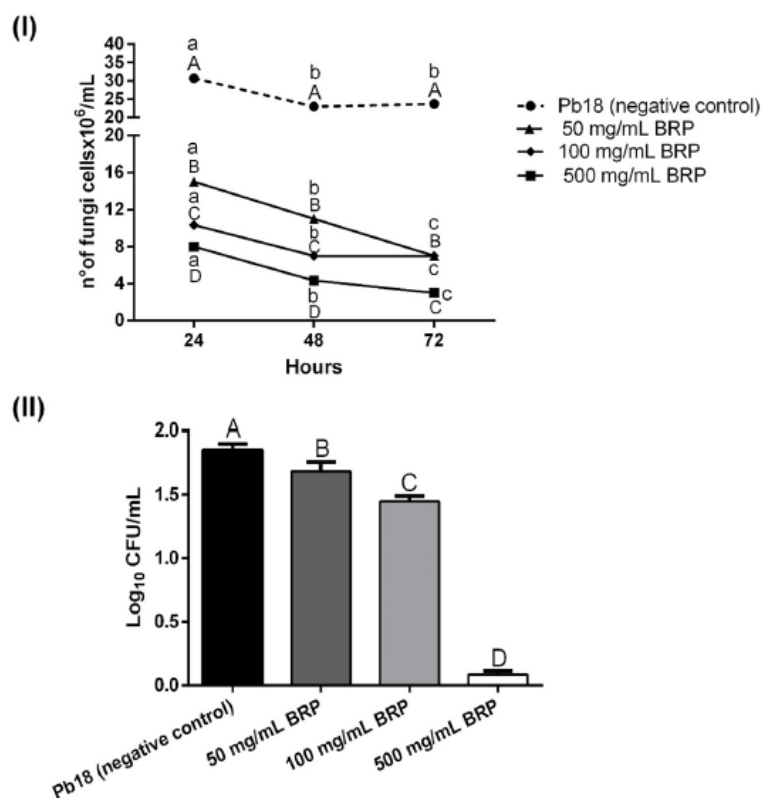 (I)
40
35
30
25
20
16
12
8
4
0
n°of fungi cellsx10⁶/mL
a
A
b
A
b
A
a
B
a
C
a
D
b
B
b
C
b
D
c
B
c
c
C
24
48
72
Hours
Pb18 (negative control)
50 mg/mL BRP
100 mg/mL BRP
500 mg/mL BRP
(II)
2.0
1.5
1.0
0.5
0.0
Log₁₀ CFU/mL
A
B
C
D
Pb18 (negative control)
50 mg/mL BRP
100 mg/mL BRP
500 mg/mL BRP